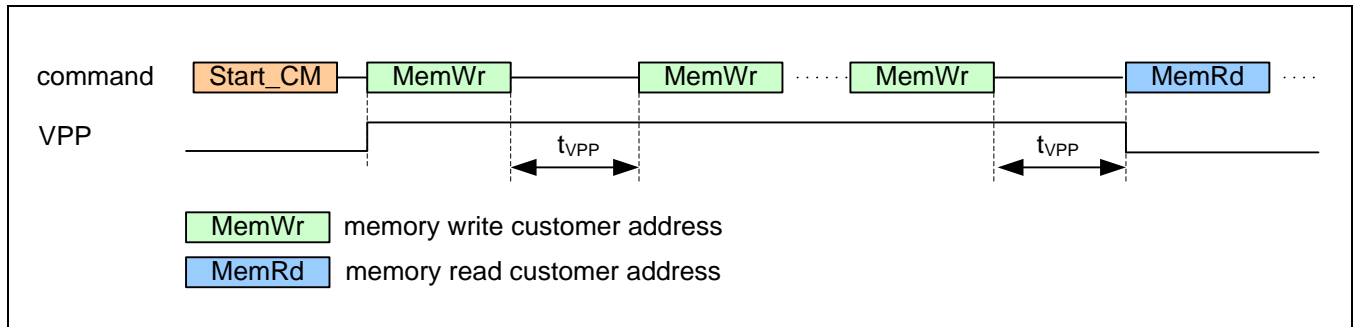 command Start_CM MemWr MemWr MemWr MemRd
VPP
tVPP tVPP
MemWr memory write customer address
MemRd memory read customer address